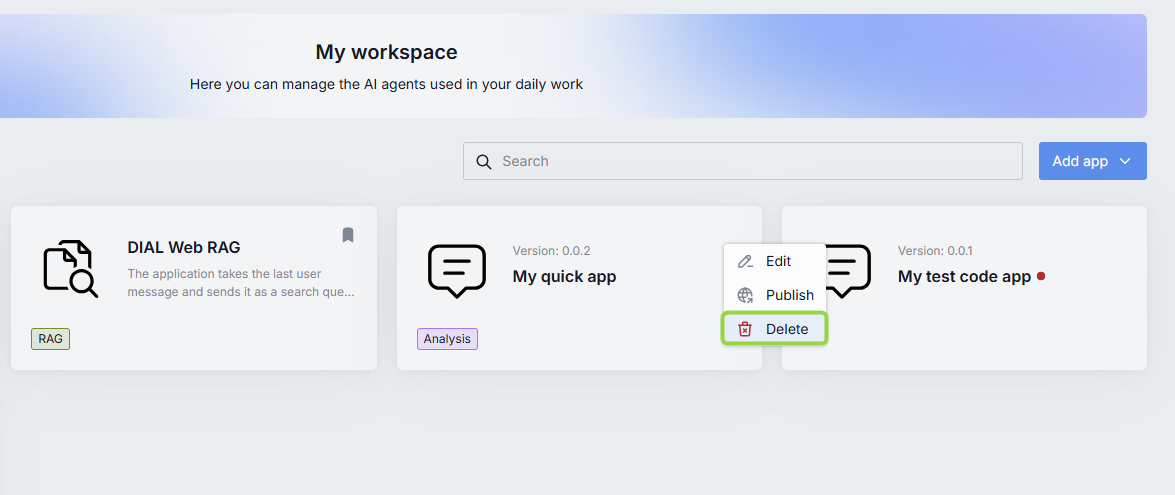 My workspace
Here you can manage the AI agents used in your daily work
Search
Add app
DIAL Web RAG
The application takes the last user
message and sends it as a search que...
RAG
Version: 0.0.2
My quick app
Analysis
Edit
Publish
Delete
Version: 0.0.1
My test code app